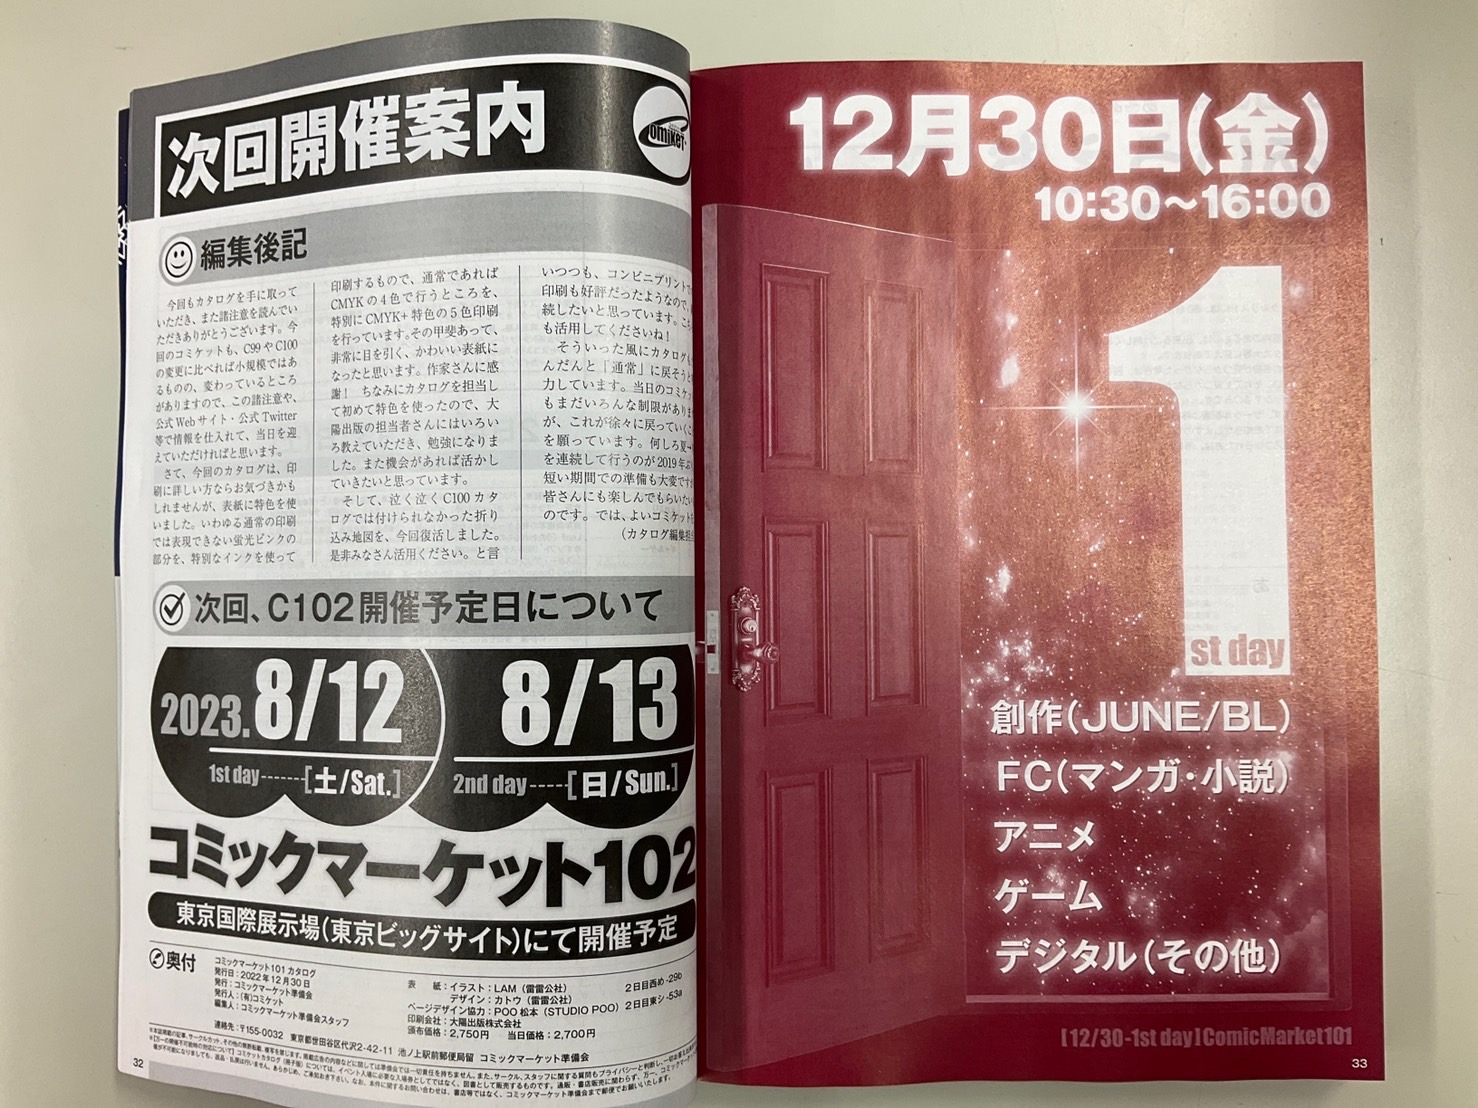 次回開催案内
omiket
編集後記
今回もカタログを手に取って
いただき、また諸注意を読んでい
ただきありがとうございます。今
回のコミケットも、C99やC100
の変更に比べれば小規模ではあ
るものの、変わっているところ
がありますので、この諸注意や、
公式Webサイト・公式Twitter
等で情報を仕入れて、当日を迎
えていただければと思います。
さて、今回のカタログは、印
刷に詳しい方ならお気づきかも
しれませんが、表紙に特色を使
いました。いわゆる通常の印刷
では表現できない蛍光ピンクの
部分を、特別なインクを使って
印刷するもので、通常であれば
CMYKの4色で行うところを、
特別にCMYK+特色の5色印刷
を行っています。その甲斐あって、
非常に目を引く、かわいい表紙に
なったと思います。作家さんに感
謝！ ちなみにカタログを担当し
て初めて特色を使ったので、大
陽出版の担当者さんにはいろい
ろ教えていただき、勉強になりま
した。また機会があれば活かし
ていきたいと思っています。
そして、泣く泣くC100カタ
ログでは付けられなかった折り
込み地図を、今回復活しました。
是非みなさん活用ください。と言
いつつも、コンビニプリントで
印刷も好評だったようなので、
続したいと思っています。こち
も活用してくださいね！
そういった風にカタログも
んだんと「通常」に戻そうと
力しています。当日のコミケッ
もまだいろんな制限がありま
が、これが徐々に戻っていくこ
を願っています。何しろ夏→
を連続して行うのが2019年ぶ
短い期間での準備も大変ですが
皆さんにも楽しんでもらいたい
のです。では、よいコミケットを
（カタログ編集担当
次回、C102開催予定日について
2023.8/12
8/13
1st day-------[土/Sat.]
2nd day-----[日/Sun.]
コミックマーケット102
東京国際展示場(東京ビッグサイト)にて開催予定
奥付
コミックマーケット101 カタログ
発行日：2022年12月30日
発行：コミックマーケット準備会
発行人：(有)コミケット
編集人：コミックマーケット準備会スタッフ
連絡先：〒155-0032 東京都世田谷区代沢2-42-11 池ノ上駅前郵便局留 コミックマーケット準備会
表 紙：イラスト：LAM（雷雷公社） 2日目西め-29b
デザイン：カトウ（雷雷公社）
ページデザイン協力：POO松本（STUDIO POO）2日目東シ-53a
印刷会社：大陽出版株式会社
頒布価格：2,750円 当日価格：2,700円
32
12月30日(金)
10:30〜16:00
1
st day
創作(JUNE/BL)
FC(マンガ・小説)
アニメ
ゲーム
デジタル(その他)
[12/30-1st day]ComicMarket101
33